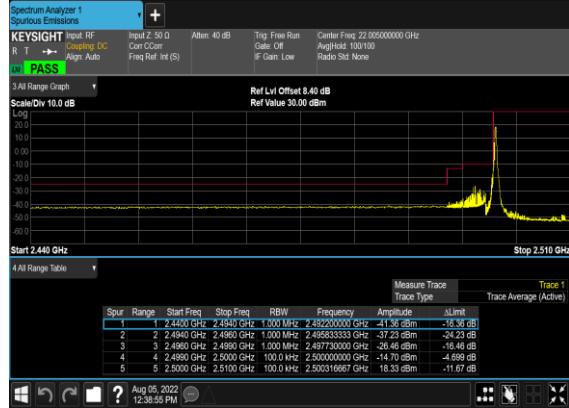 Spectrum Analyzer 1
Spurious Emissions
KEYSIGHT Input: RF Input Z: 50 Ω Atten: 40 dB Trig: Free Run Center Freq: 22.005000000 GHz
R T Coupling: DC Corr CCorr Gate: Off Avg|Hold: 100/100
Align: Auto Freq Ref: Int (S) IF Gain: Low Radio Std: None
PASS
3 All Range Graph
Ref Lvl Offset 8.40 dB
Scale/Div 10.0 dB Ref Value 30.00 dBm
Log
20.0
10.0
0.00
-10.0
-20.0
-30.0
-40.0
-50.0
-60.0
Start 2.440 GHz Stop 2.510 GHz
4 All Range Table
Measure Trace Trace 1
Trace Type Trace Average (Active)
Spur Range Start Freq Stop Freq RBW Frequency Amplitude ΔLimit
1 1 2.4400 GHz 2.4940 GHz 1.000 MHz 2.492200000 GHz -41.36 dBm -16.36 dB
2 2 2.4940 GHz 2.4960 GHz 1.000 MHz 2.495833333 GHz -37.23 dBm -24.23 dB
3 3 2.4960 GHz 2.4990 GHz 1.000 MHz 2.497730000 GHz -26.46 dBm -16.46 dB
4 4 2.4990 GHz 2.5000 GHz 100.0 kHz 2.500000000 GHz -14.70 dBm -4.699 dB
5 5 2.5000 GHz 2.5100 GHz 100.0 kHz 2.500316667 GHz 18.33 dBm -11.67 dB
Aug 05, 2022
12:38:55 PM